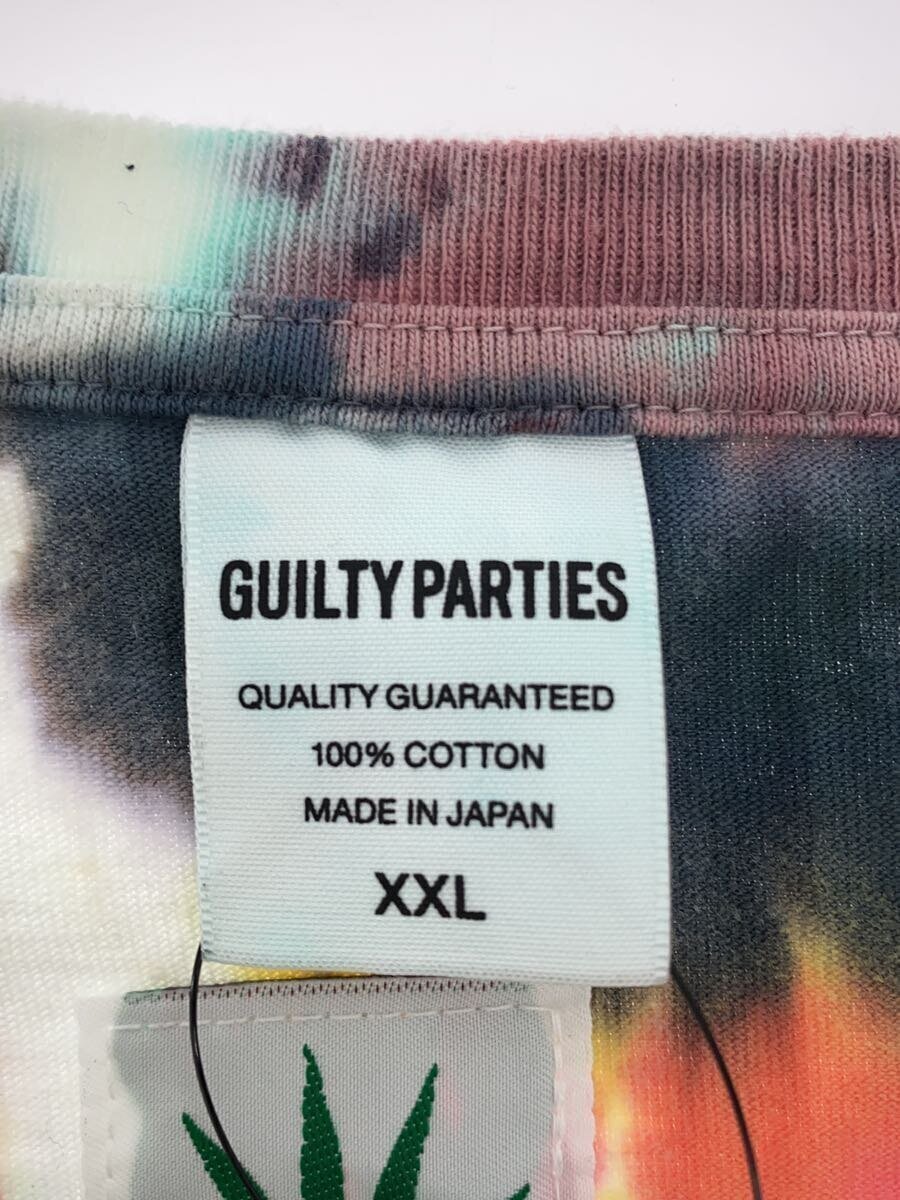 GUILTY PARTIES
QUALITY GUARANTEED
100% COTTON
MADE IN JAPAN
XXL